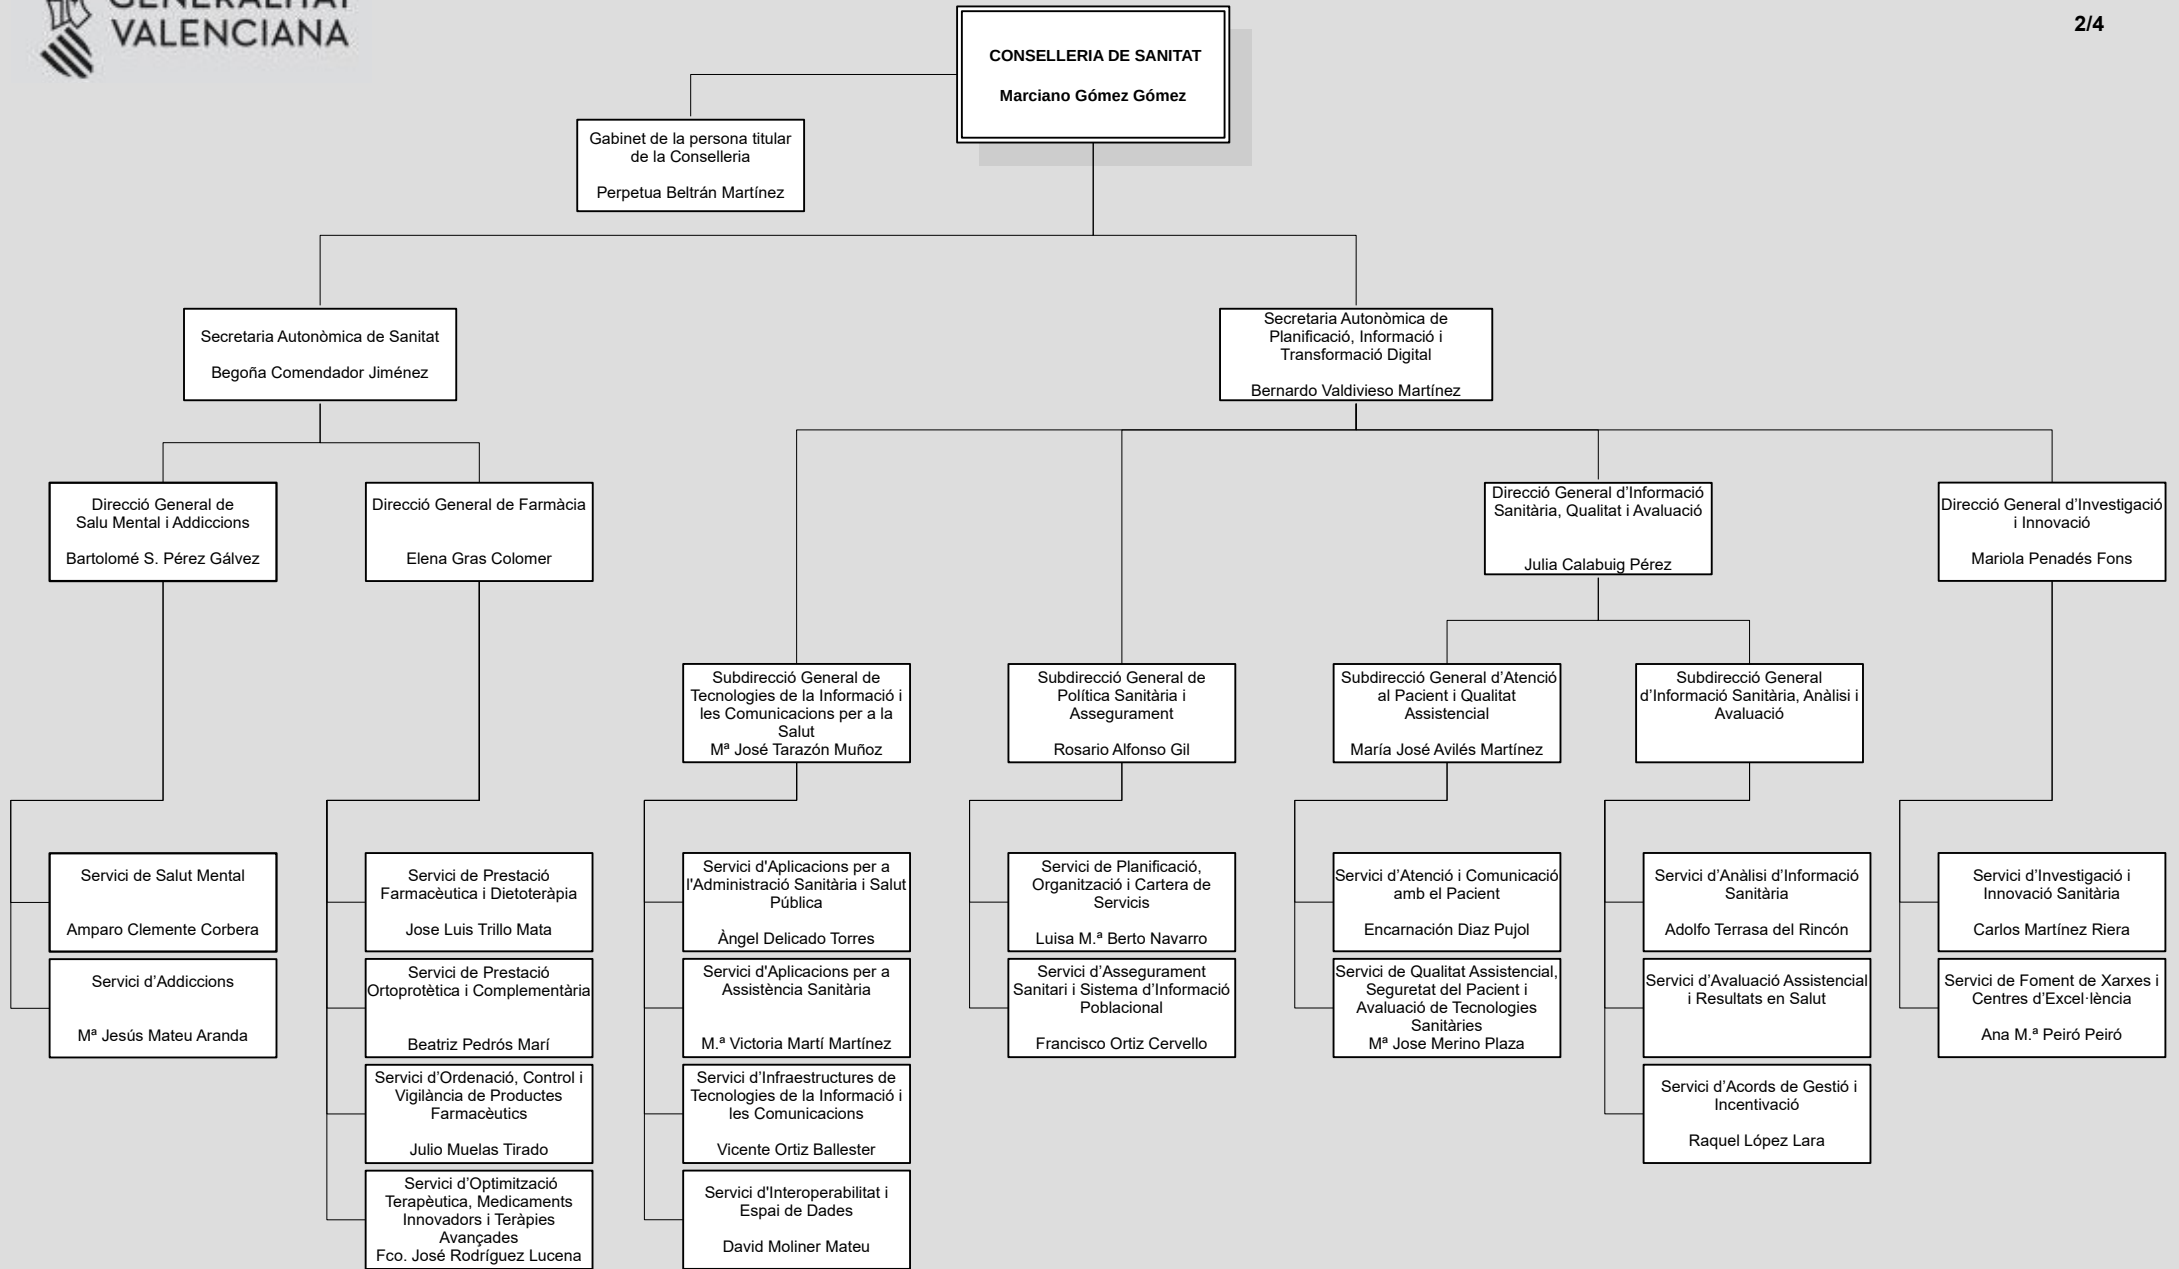 GENERALITAT
VALENCIANA
2/4
CONSELLERIA DE SANITAT
Marciano Gómez Gómez
Gabinet de la persona titular
de la Conselleria
Perpetua Beltrán Martínez
Secretaria Autonòmica de Sanitat
Begoña Comendador Jiménez
Secretaria Autonòmica de
Planificació, Informació i
Transformació Digital
Bernardo Valdivieso Martínez
Direcció General de
Salu Mental i Addiccions
Bartolomé S. Pérez Gálvez
Direcció General de Farmàcia
Elena Gras Colomer
Direcció General d’Informació
Sanitària, Qualitat i Avaluació
Julia Calabuig Pérez
Direcció General d’Investigació
i Innovació
Mariola Penadés Fons
Subdirecció General de
Tecnologies de la Informació i
les Comunicacions per a la
Salut
Mª José Tarazón Muñoz
Subdirecció General de
Política Sanitària i
Assegurament
Rosario Alfonso Gil
Subdirecció General d’Atenció
al Pacient i Qualitat
Assistencial
María José Avilés Martínez
Subdirecció General
d’Informació Sanitària, Anàlisi i
Avaluació
Servici de Salut Mental
Amparo Clemente Corbera
Servici d’Addiccions
Mª Jesús Mateu Aranda
Servici de Prestació
Farmacèutica i Dietoteràpia
Jose Luis Trillo Mata
Servici de Prestació
Ortoprotètica i Complementària
Beatriz Pedrós Marí
Servici d’Ordenació, Control i
Vigilància de Productes
Farmacèutics
Julio Muelas Tirado
Servici d’Optimització
Terapèutica, Medicaments
Innovadors i Teràpies
Avançades
Fco. José Rodríguez Lucena
Servici d'Aplicacions per a
l'Administració Sanitària i Salut
Pública
Àngel Delicado Torres
Servici d'Aplicacions per a
Assistència Sanitària
M.ª Victoria Martí Martínez
Servici d’Infraestructures de
Tecnologies de la Informació i
les Comunicacions
Vicente Ortiz Ballester
Servici d'Interoperabilitat i
Espai de Dades
David Moliner Mateu
Servici de Planificació,
Organització i Cartera de
Servicis
Luisa M.ª Berto Navarro
Servici d’Assegurament
Sanitari i Sistema d’Informació
Poblacional
Francisco Ortiz Cervello
Servici d’Atenció i Comunicació
amb el Pacient
Encarnación Diaz Pujol
Servici de Qualitat Assistencial,
Seguretat del Pacient i
Avaluació de Tecnologies
Sanitàries
Mª Jose Merino Plaza
Servici d’Anàlisi d’Informació
Sanitària
Adolfo Terrasa del Rincón
Servici d’Avaluació Assistencial
i Resultats en Salut
Servici d’Acords de Gestió i
Incentivació
Raquel López Lara
Servici d’Investigació i
Innovació Sanitària
Carlos Martínez Riera
Servici de Foment de Xarxes i
Centres d’Excel·lència
Ana M.ª Peiró Peiró